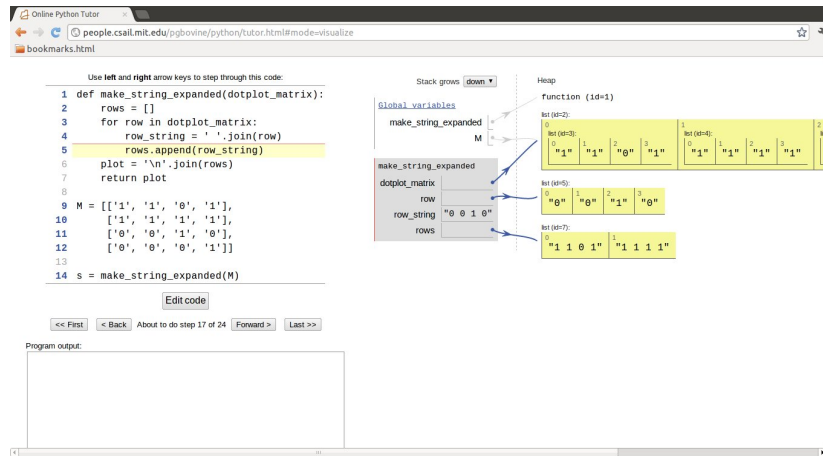 Online Python Tutor
people.csail.mit.edu/pgbovine/python/tutor.html#mode=visualize
bookmarks.html
Use left and right arrow keys to step through this code:
1 def make_string_expanded(dotplot_matrix):
2 rows = []
3 for row in dotplot_matrix:
4 row_string = ' '.join(row)
5 rows.append(row_string)
6 plot = '\n'.join(rows)
7 return plot
8
9 M = [['1', '1', '0', '1'],
10 ['1', '1', '1', '1'],
11 ['0', '0', '1', '0'],
12 ['0', '0', '0', '1']]
13
14 s = make_string_expanded(M)
Edit code
<< First < Back About to do step 17 of 24 Forward > Last >>
Program output:
Stack grows down
Global variables
make_string_expanded
M
make_string_expanded
dotplot_matrix
row
row_string "0 0 1 0"
rows
Heap
function (id=1)
list (id=2):
0 1 2
list (id=3): list (id=4):
0 1 2 3 0 1 2 3
"1" "1" "0" "1" "1" "1" "1" "1"
list (id=5):
0 1 2 3
"0" "0" "1" "0"
list (id=7):
0 1
"1 1 0 1" "1 1 1 1"